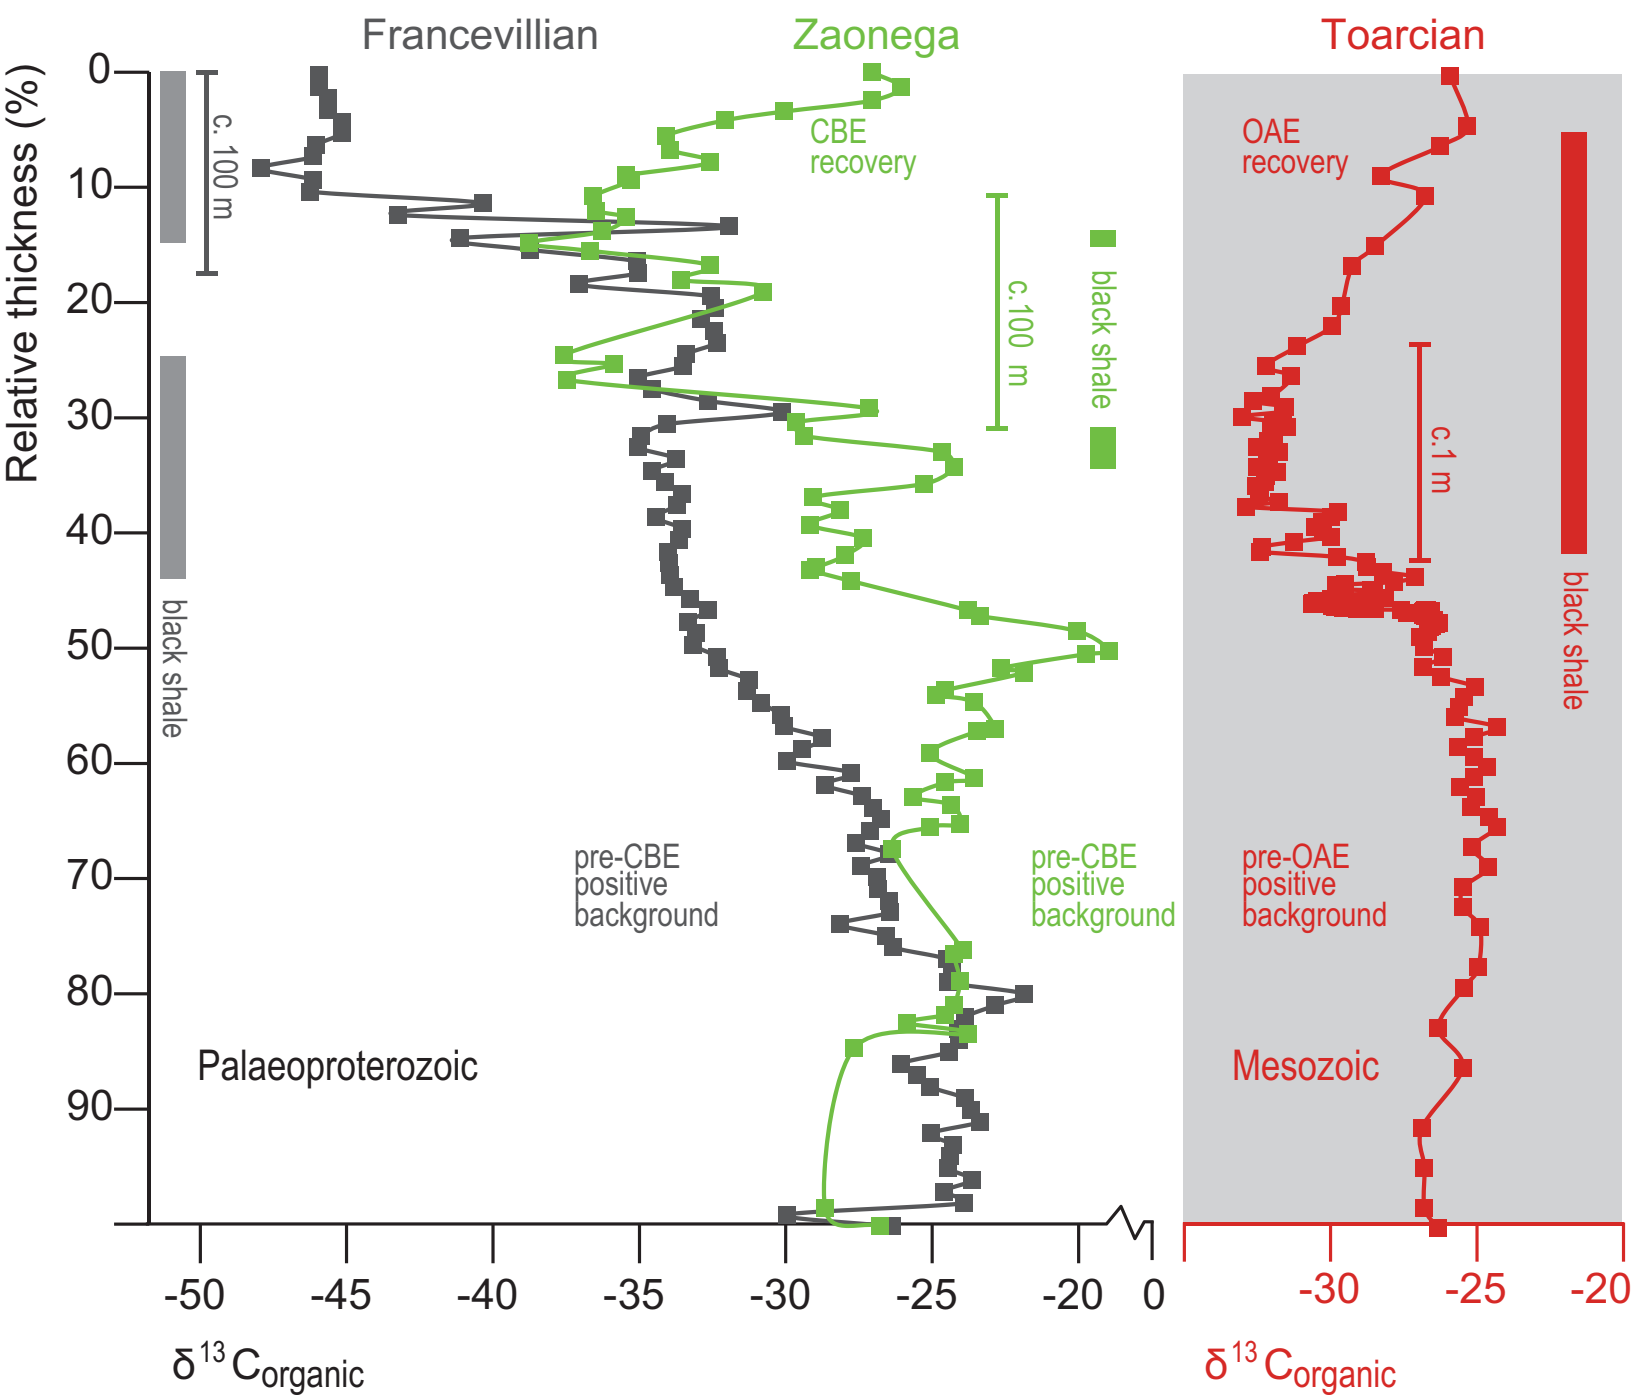 Francevillian
Zaonega
Toarcian
Relative thickness (%)
0
10
20
30
40
50
60
70
80
90
c. 100 m
black shale
CBE
recovery
c.100 m
black shale
OAE
recovery
c.1 m
black shale
pre-CBE
positive
background
pre-CBE
positive
background
pre-OAE
positive
background
Palaeoproterozoic
Mesozoic
-50
-45
-40
-35
-30
-25
-20
0
-30
-25
-20
δ13Corganic
δ13Corganic